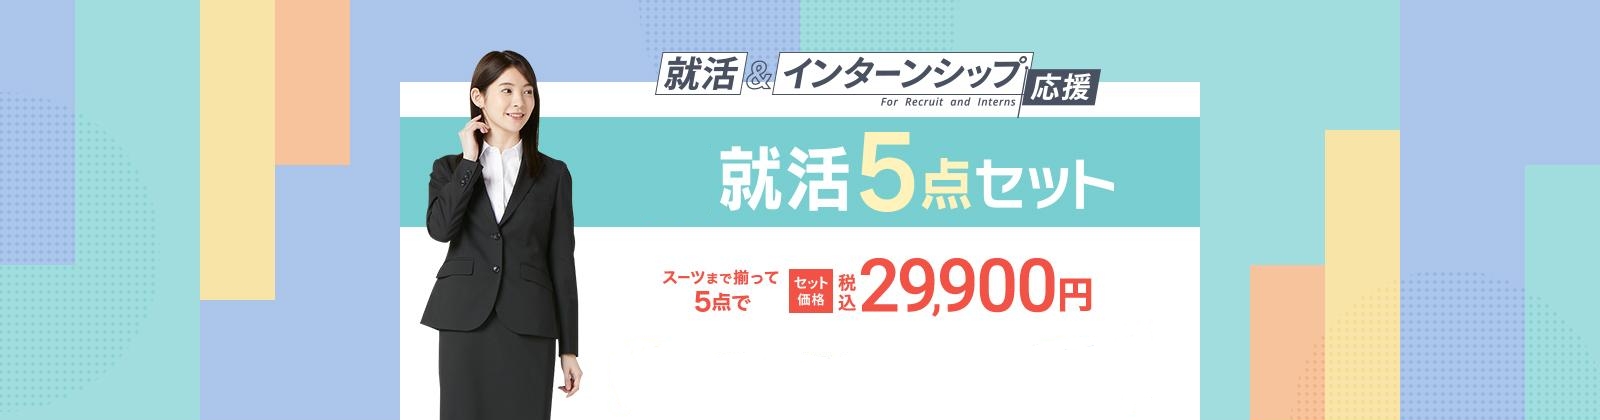 就活&インターンシップ応援
For Recruit and Interns
就活5点セット
スーツまで揃って
5点で
セット価格
税込29,900円